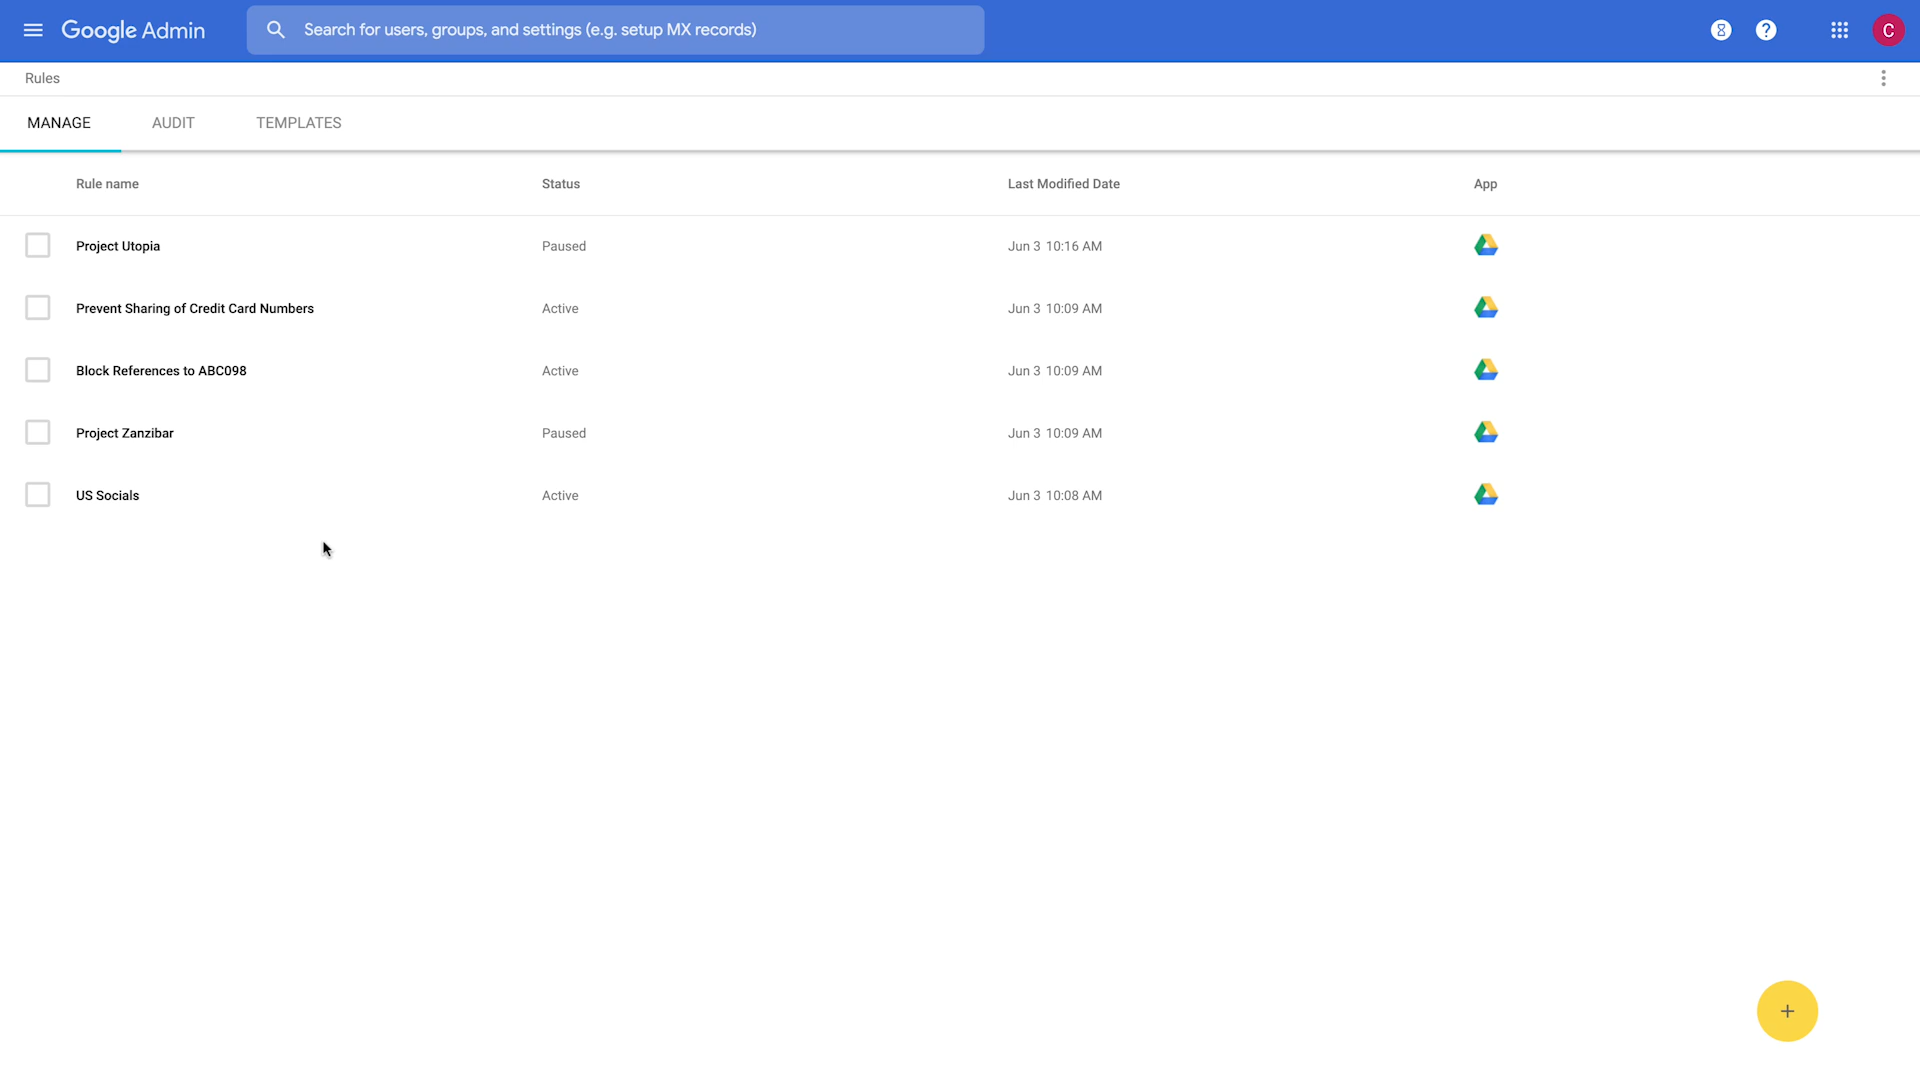 Google Admin
Search for users, groups, and settings (e.g. setup MX records)
C
Rules
MANAGE AUDIT TEMPLATES
Rule name Status Last Modified Date App
Project Utopia Paused Jun 3 10:16 AM
Prevent Sharing of Credit Card Numbers Active Jun 3 10:09 AM
Block References to ABC098 Active Jun 3 10:09 AM
Project Zanzibar Paused Jun 3 10:09 AM
US Socials Active Jun 3 10:08 AM